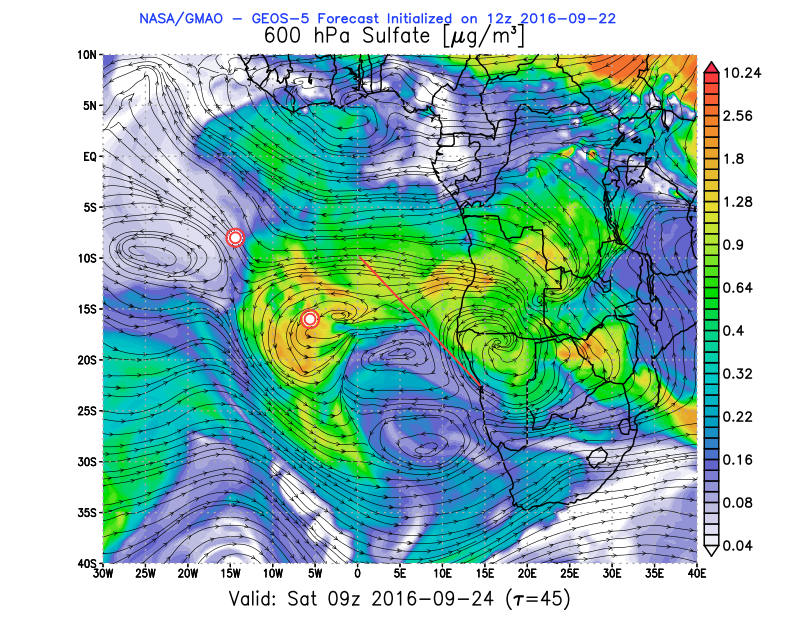 NASA/GMAO - GEOS-5 Forecast Initialized on 12z 2016-09-22
600 hPa Sulfate [μg/m³]
10N
5N
EQ
5S
10S
15S
20S
25S
30S
35S
40S
30W 25W 20W 15W 10W 5W 0 5E 10E 15E 20E 25E 30E 35E 40E
10.24
2.56
1.8
1.28
0.9
0.64
0.4
0.32
0.22
0.16
0.08
0.04
Valid: Sat 09z 2016-09-24 (τ=45)